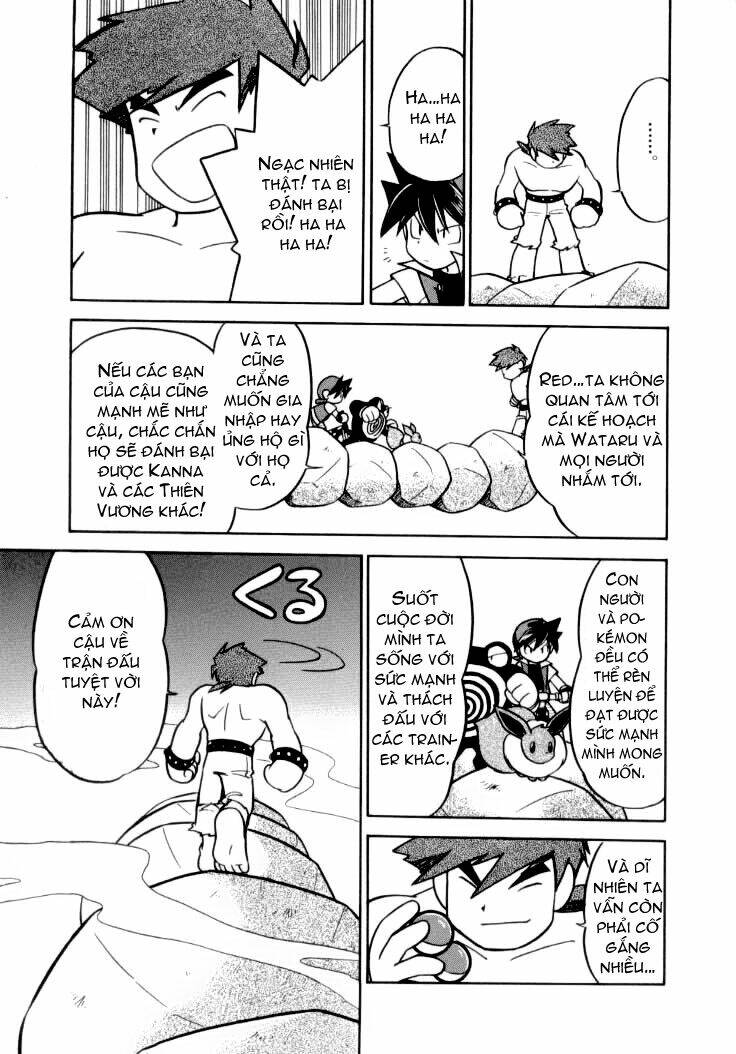 .......
HA...HA
HA HA
HA!
NGẠC NHIÊN
THẬT! TA BỊ
ĐÁNH BẠI
RỒI! HA HA
HA HA!
RED...TA KHÔNG
QUAN TÂM TỚI
CÁI KẾ HOẠCH
MÀ WATARU VÀ
MỌI NGƯỜI
NHẮM TỚI.
VÀ TA
CŨNG
CHẲNG
MUỐN GIA
NHẬP HAY
ỦNG HỘ GÌ
VỚI HỌ
CẢ.
NẾU CÁC BẠN
CỦA CẬU CŨNG
MẠNH MẼ NHƯ
CẬU, CHẮC CHẮN
HỌ SẼ ĐÁNH BẠI
ĐƯỢC KANNA
VÀ CÁC THIÊN
VƯƠNG KHÁC!
CON
NGƯỜI
VÀ PO-
KÉMON
ĐỀU CÓ
THỂ RÈN
LUYỆN ĐỂ
ĐẠT ĐƯỢC
SỨC MẠNH
MÌNH MONG
MUỐN.
SUỐT
CUỘC ĐỜI
MÌNH TA
SỐNG VỚI
SỨC MẠNH
VÀ THÁCH
ĐẤU VỚI
CÁC TRAIN-
ER KHÁC.
VÀ DĨ
NHIÊN TA
VẪN CÒN
PHẢI CỐ
GẮNG
NHIỀU...
くる
CẢM ƠN
CẬU VỀ
TRẬN ĐẤU
TUYỆT VỜI
NÀY!